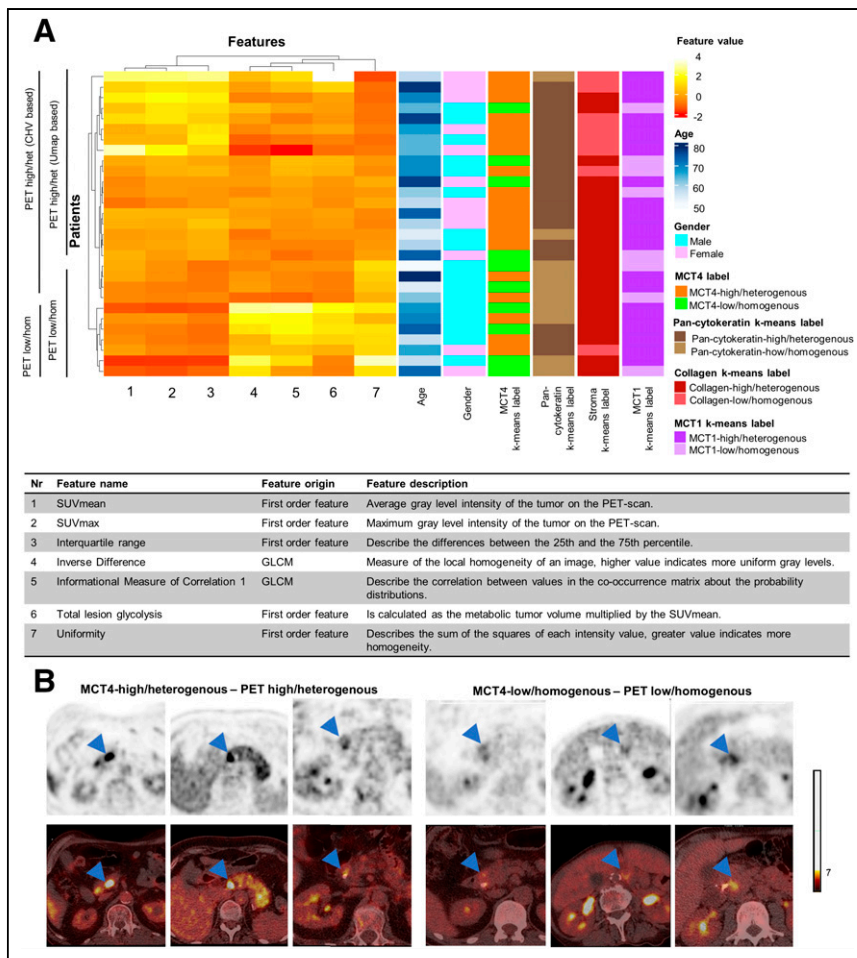 A
Features
Patients
PET high/het (CHV based)
PET high/het (Umap based)
PET low/hom
PET low/hom
1 2 3 4 5 6 7
Age
Gender
MCT4 label
k-means label
Pan-
cytokeratin
k-means label
Stroma
k-means label
MCT1
k-means label
Feature value
4
2
0
-2
Age
80
70
60
50
Gender
Male
Female
MCT4 label
MCT4-high/heterogenous
MCT4-low/homogenous
Pan-cytokeratin k-means label
Pan-cytokeratin-high/heterogenous
Pan-cytokeratin-how/homogenous
Collagen k-means label
Collagen-high/heterogenous
Collagen-low/homogenous
MCT1 k-means label
MCT1-high/heterogenous
MCT1-low/homogenous
Nr Feature name Feature origin Feature description
1 SUVmean First order feature Average gray level intensity of the tumor on the PET-scan.
2 SUVmax First order feature Maximum gray level intensity of the tumor on the PET-scan.
3 Interquartile range First order feature Describe the differences between the 25th and the 75th percentile.
4 Inverse Difference GLCM Measure of the local homogeneity of an image, higher value indicates more uniform gray levels.
5 Informational Measure of Correlation 1 GLCM Describe the correlation between values in the co-occurrence matrix about the probability
distributions.
6 Total lesion glycolysis First order feature Is calculated as the metabolic tumor volume multiplied by the SUVmean.
7 Uniformity First order feature Describes the sum of the squares of each intensity value, greater value indicates more
homogeneity.
B
MCT4-high/heterogenous – PET high/heterogenous
MCT4-low/homogenous – PET low/homogenous
7